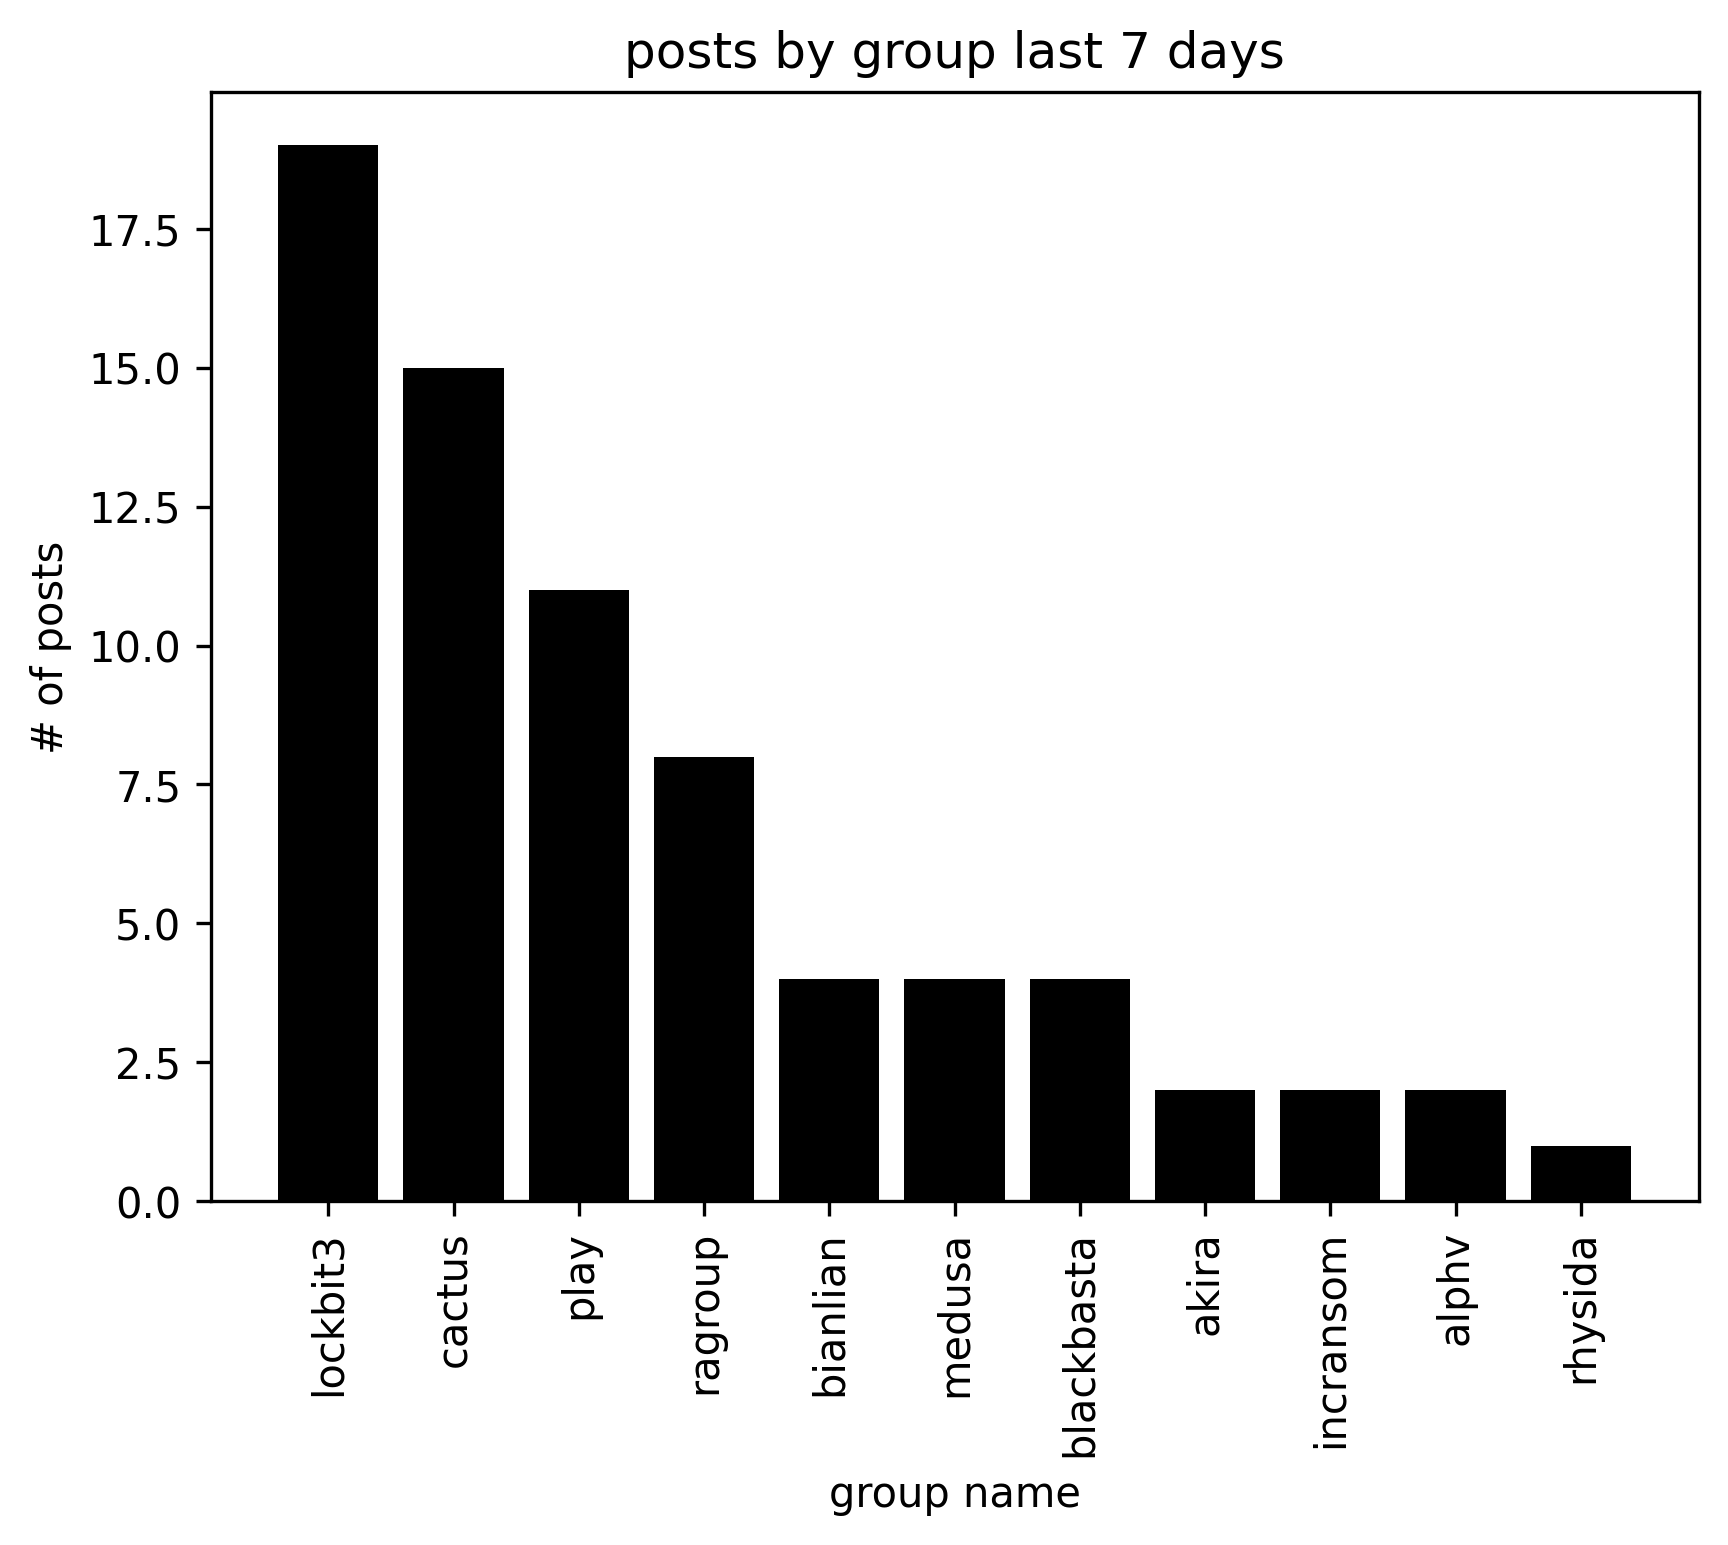 posts by group last 7 days
# of posts
17.5
15.0
12.5
10.0
7.5
5.0
2.5
0.0
lockbit3
cactus
play
ragroup
bianlian
medusa
blackbasta
akira
incransom
alphv
rhysida
group name